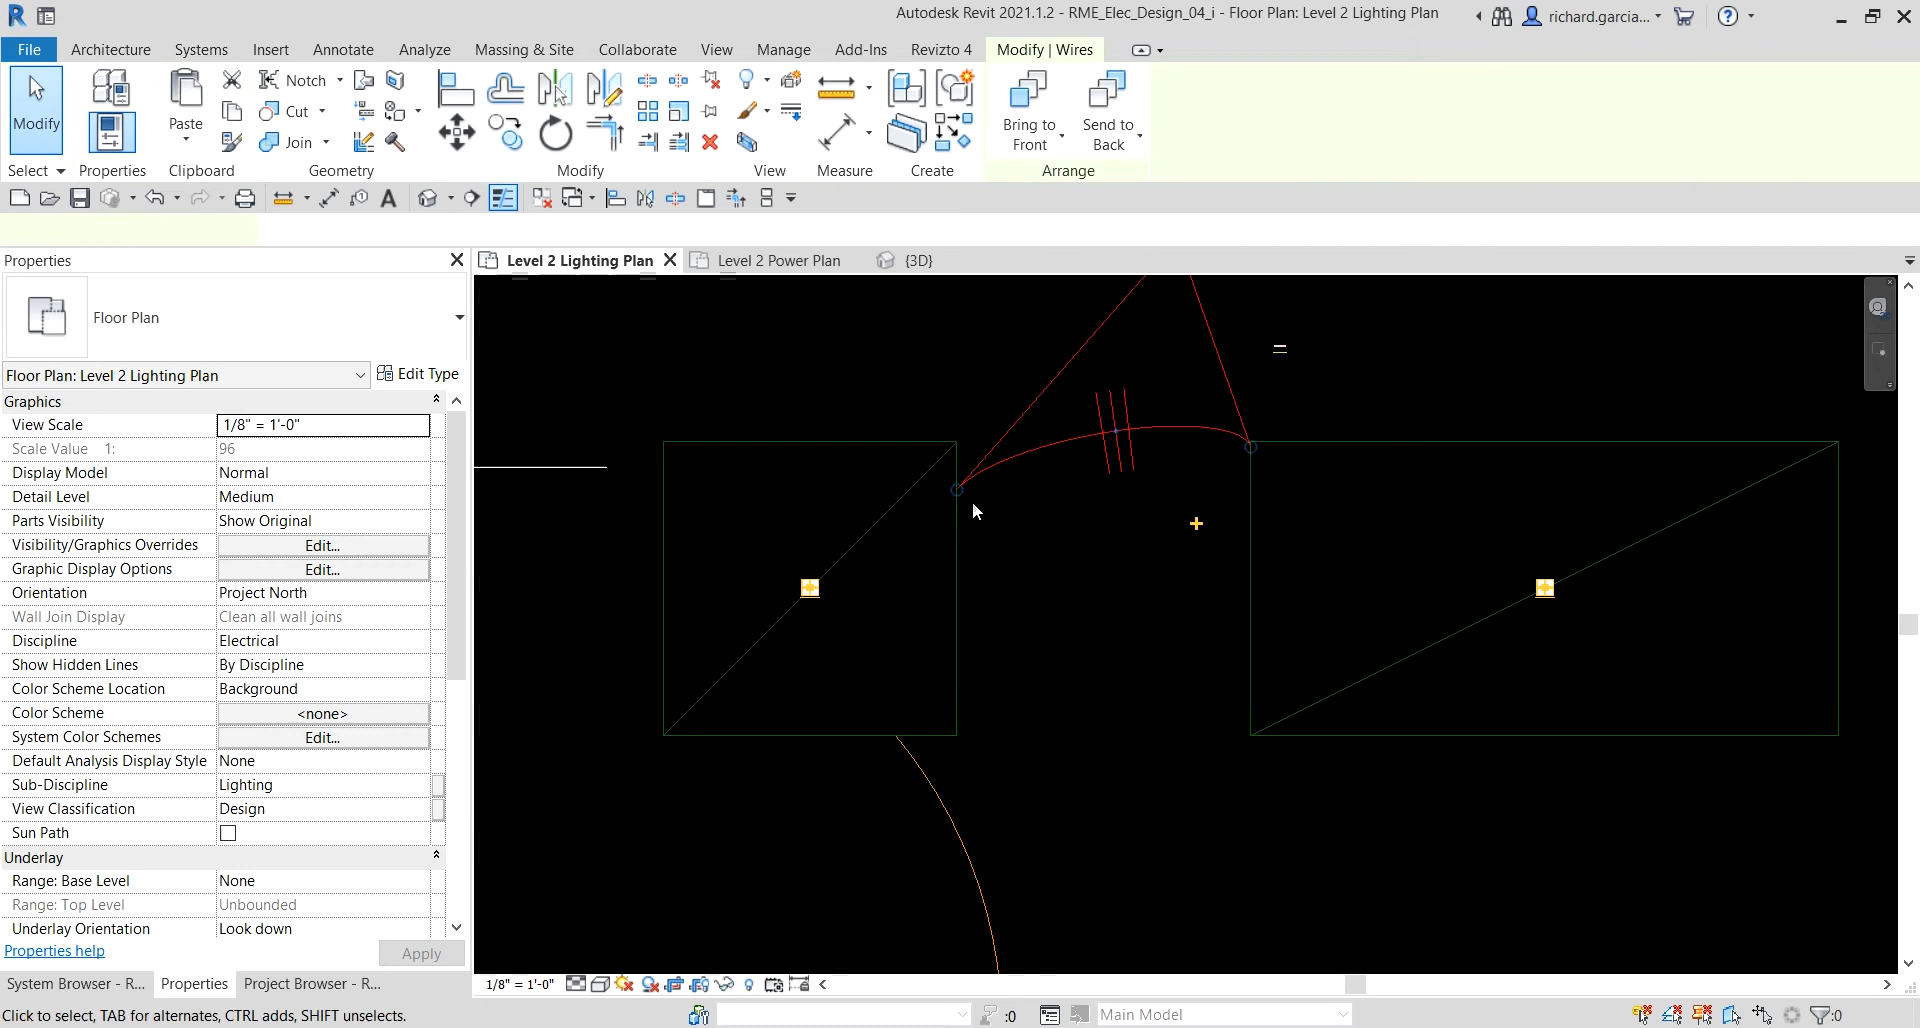 Autodesk Revit 2021.1.2 - RME_Elec_Design_04_i - Floor Plan: Level 2 Lighting Plan
richard.garcia...
File Architecture Systems Insert Annotate Analyze Massing & Site Collaborate View Manage Add-Ins Revizto 4 Modify | Wires
Modify
Paste
Notch
Cut
Join
Bring to Front
Send to Back
Select Properties Clipboard Geometry Modify View Measure Create Arrange
Properties
Level 2 Lighting Plan
Level 2 Power Plan
{3D}
Floor Plan
Floor Plan: Level 2 Lighting Plan
Edit Type
Graphics
View Scale 1/8" = 1'-0"
Scale Value 1: 96
Display Model Normal
Detail Level Medium
Parts Visibility Show Original
Visibility/Graphics Overrides Edit...
Graphic Display Options Edit...
Orientation Project North
Wall Join Display Clean all wall joins
Discipline Electrical
Show Hidden Lines By Discipline
Color Scheme Location Background
Color Scheme <none>
System Color Schemes Edit...
Default Analysis Display Style None
Sub-Discipline Lighting
View Classification Design
Sun Path
Underlay
Range: Base Level None
Range: Top Level Unbounded
Underlay Orientation Look down
Properties help
Apply
System Browser - R... Properties Project Browser - R...
1/8" = 1'-0"
Click to select, TAB for alternates, CTRL adds, SHIFT unselects.
:0
Main Model
:0